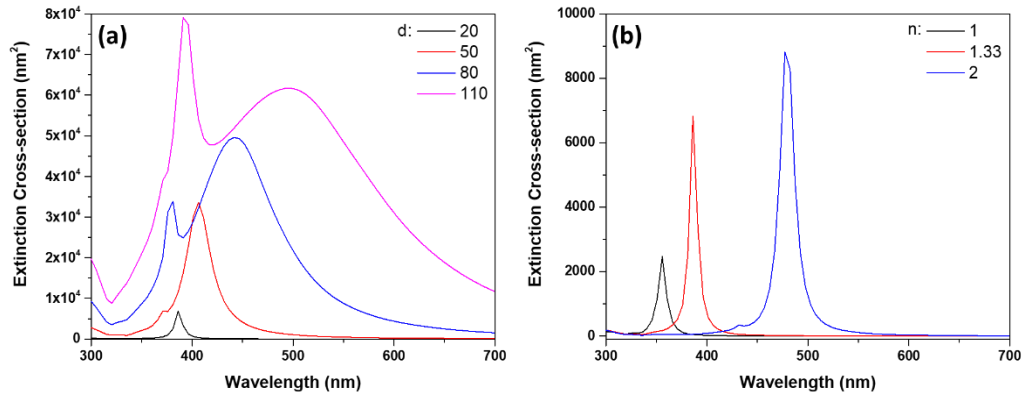 (a)
d:
20
50
80
110
8x10⁴
7x10⁴
6x10⁴
5x10⁴
4x10⁴
3x10⁴
2x10⁴
1x10⁴
0
Extinction Cross-section (nm²)
300 400 500 600 700
Wavelength (nm)
(b)
n:
1
1.33
2
10000
8000
6000
4000
2000
0
Extinction Cross-section (nm²)
300 400 500 600 700
Wavelength (nm)